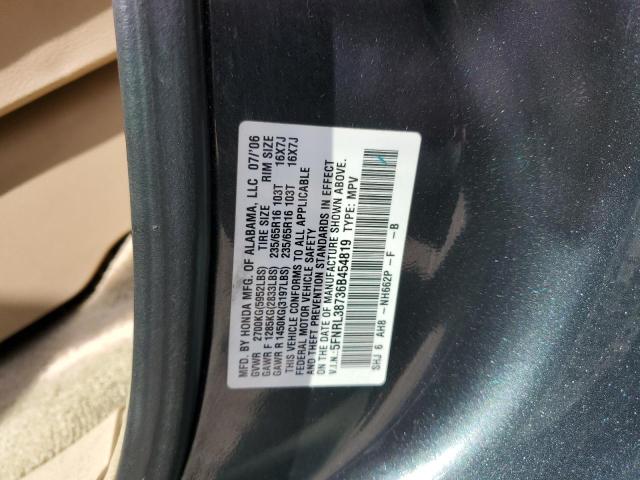 MFD. BY HONDA MFG. OF ALABAMA, LLC 07/'06
TIRE SIZE RIM SIZE
GVWR 2700KG(5952LBS)
GAWR F 1285KG(2833LBS) 235/65R16 103T 16X7J
GAWR R 1450KG(3197LBS) 235/65R16 103T 16X7J
THIS VEHICLE CONFORMS TO ALL APPLICABLE
FEDERAL MOTOR VEHICLE SAFETY
AND THEFT PREVENTION STANDARDS IN EFFECT
ON THE DATE OF MANUFACTURE SHOWN ABOVE.
V.I.N.:5FNRL38736B454819 TYPE: MPV
SHJ 6 AH8 -NH662P -F -B